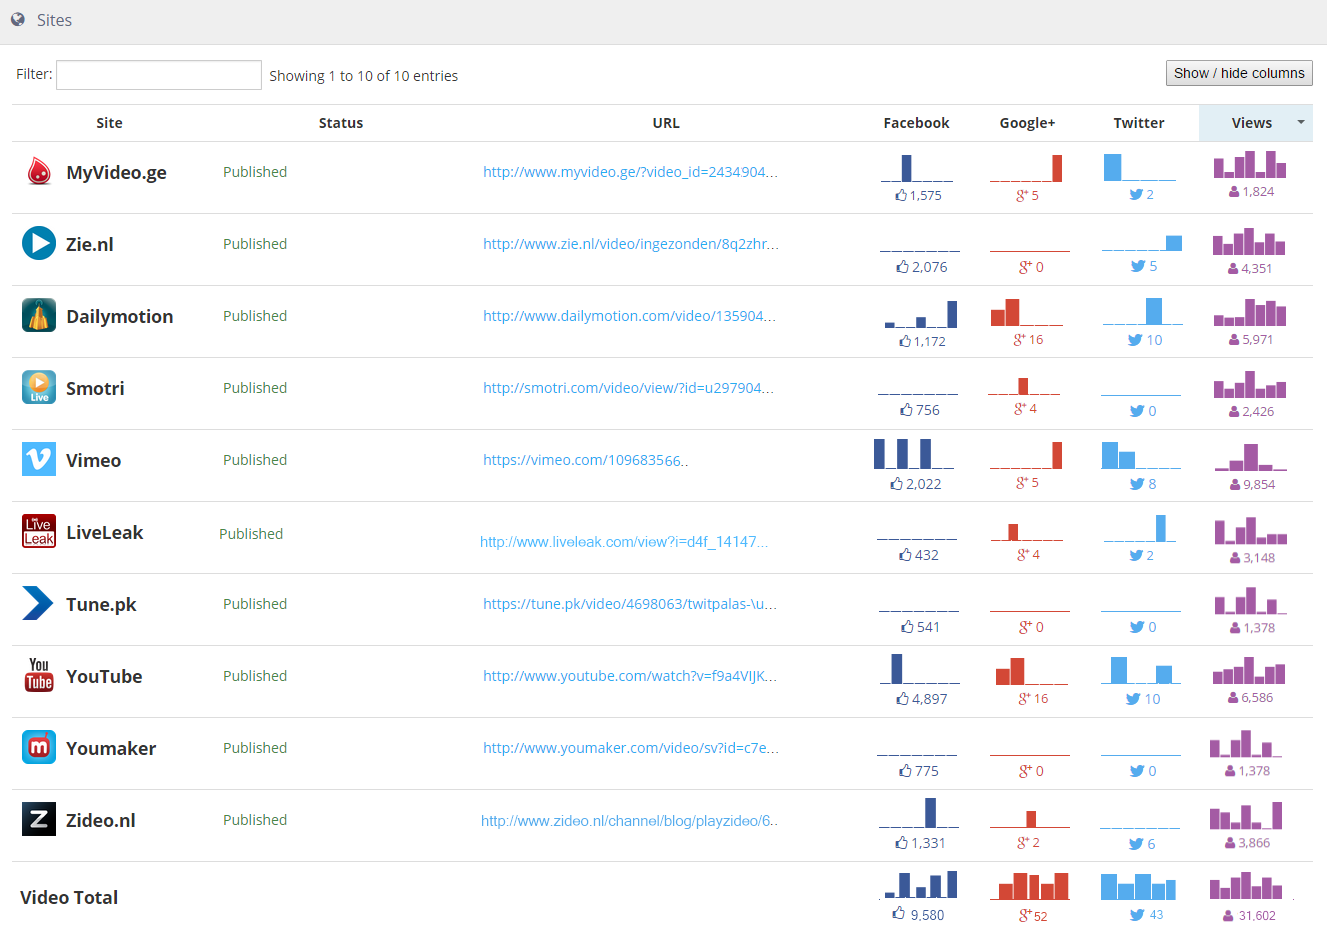 Sites
Filter: Showing 1 to 10 of 10 entries Show / hide columns
Site Status URL Facebook Google+ Twitter Views
MyVideo.ge Published http://www.myvideo.ge/?video_id=2434904... 1,575 g+ 5 2 1,824
Zie.nl Published http://www.zie.nl/video/ingezonden/8q2zhr... 2,076 g+ 0 5 4,351
Dailymotion Published http://www.dailymotion.com/video/135904... 1,172 g+ 16 10 5,971
Live Smotri Published http://smotri.com/video/view/?id=u297904... 756 g+ 4 0 2,426
Vimeo Published https://vimeo.com/109683566.. 2,022 g+ 5 8 9,854
Live Leak LiveLeak Published http://www.liveleak.com/view?i=d4f_14147... 432 g+ 4 2 3,148
Tune.pk Published https://tune.pk/video/4698063/twitpalas-\u... 541 g+ 0 0 1,378
You Tube YouTube Published http://www.youtube.com/watch?v=f9a4VIJK... 4,897 g+ 16 10 6,586
m Youmaker Published http://www.youmaker.com/video/sv?id=c7e... 775 g+ 0 0 1,378
Z Zideo.nl Published http://www.zideo.nl/channel/blog/playzideo/6.. 1,331 g+ 2 6 3,866
Video Total 9,580 g+ 52 43 31,602